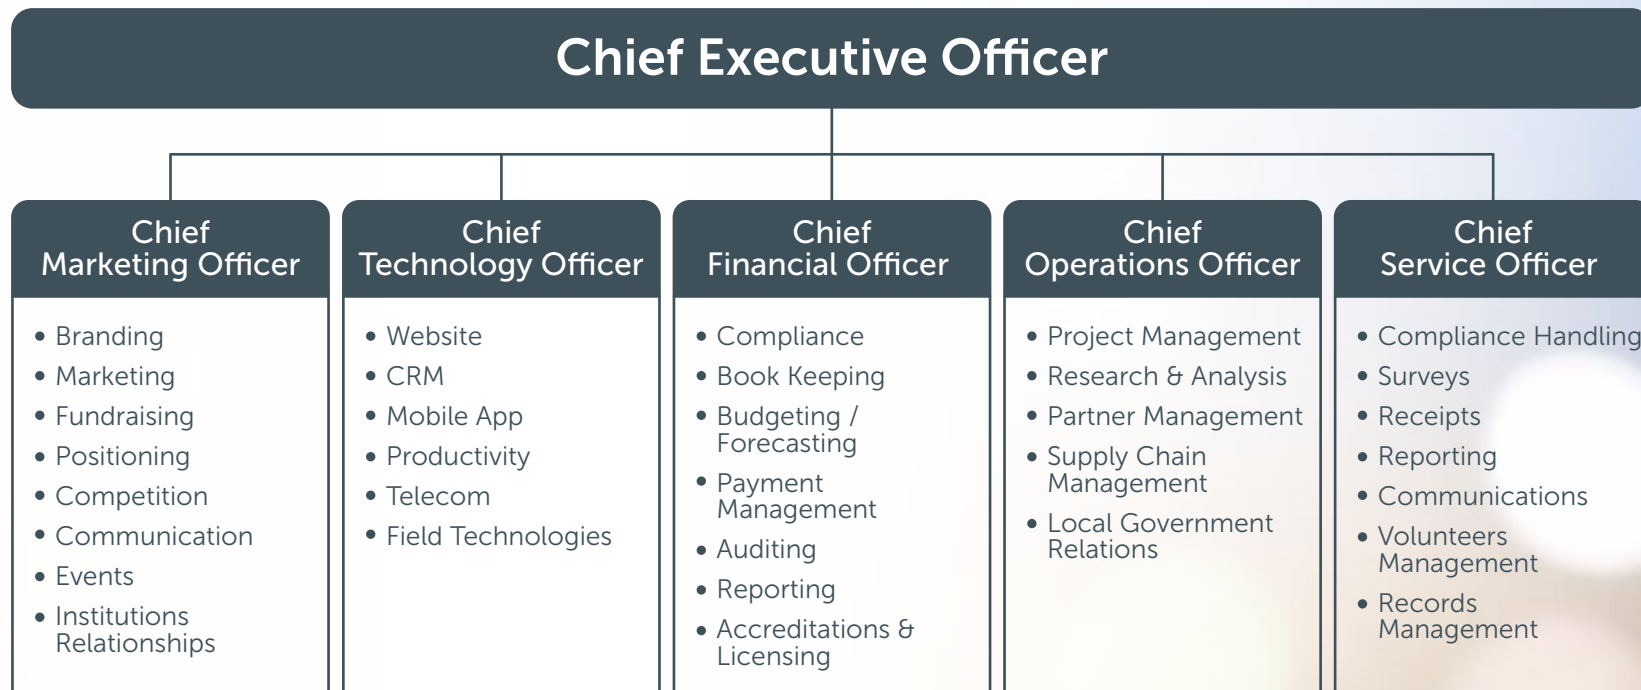 Chief Executive Officer
Chief
Marketing Officer
• Branding
• Marketing
• Fundraising
• Positioning
• Competition
• Communication
• Events
• Institutions
Relationships
Chief
Technology Officer
• Website
• CRM
• Mobile App
• Productivity
• Telecom
• Field Technologies
Chief
Financial Officer
• Compliance
• Book Keeping
• Budgeting /
Forecasting
• Payment
Management
• Auditing
• Reporting
• Accreditations &
Licensing
Chief
Operations Officer
• Project Management
• Research & Analysis
• Partner Management
• Supply Chain
Management
• Local Government
Relations
Chief
Service Officer
• Compliance Handling
• Surveys
• Receipts
• Reporting
• Communications
• Volunteers
Management
• Records
Management